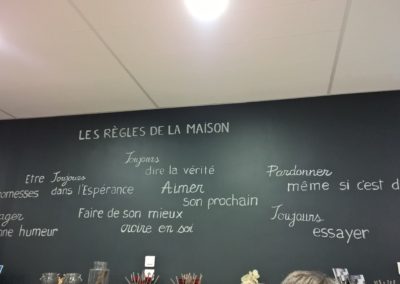 LES RÈGLES DE LA MAISON
Toujours
dire la vérité
Etre Toujours
dans l'Espérance
Aimer
son prochain
Pardonner
même si c'est d
Faire de son mieux
croire en soi
Toujours
essayer
omesses
ager
ne humeur